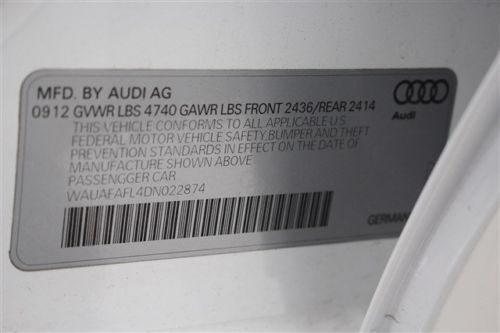 MFD. BY AUDI AG
0912 GVWR LBS 4740 GAWR LBS FRONT 2436/REAR 2414
THIS VEHICLE CONFORMS TO ALL APPLICABLE U.S
FEDERAL MOTOR VEHICLE SAFETY,BUMPER AND THEFT
PREVENTION STANDARDS IN EFFECT ON THE DATE OF
MANUFACTURE SHOWN ABOVE
PASSENGER CAR
WAUAFAFL4DN022874
Audi
GERMAN